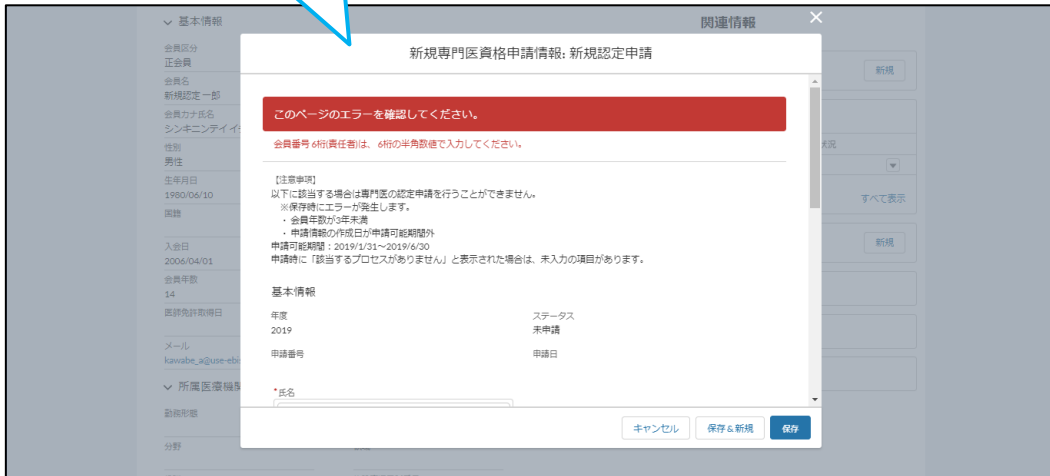 基本情報
関連情報
会員区分
正会員
会員名
新規認定 一郎
会員カナ氏名
シンキニンテイ イ
性別
男性
生年月日
1980/06/10
国籍
入会日
2006/04/01
会員年数
14
医師免許取得日
メール
kawabe_a@use-ebi
所属医療機関
勤務形態
分野
新規
状況
すべて表示
新規
新規専門医資格申請情報: 新規認定申請
このページのエラーを確認してください。
会員番号 6桁(責任者)は、 6桁の半角数値で入力してください。
【注意事項】
以下に該当する場合は専門医の認定申請を行うことができません。
※保存時にエラーが発生します。
・ 会員年数が3年未満
・ 申請情報の作成日が申請可能期間外
申請可能期間：2019/1/31～2019/6/30
申請時に「該当するプロセスがありません」と表示された場合は、未入力の項目があります。
基本情報
年度
ステータス
2019
未申請
申請番号
申請日
*氏名
キャンセル
保存 & 新規
保存